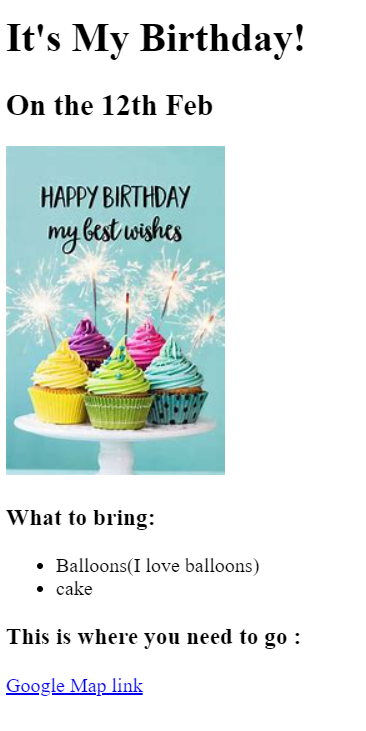 It's My Birthday!
On the 12th Feb
HAPPY BIRTHDAY
my best wishes
What to bring:
Balloons(I love balloons)
cake
This is where you need to go :
Google Map link